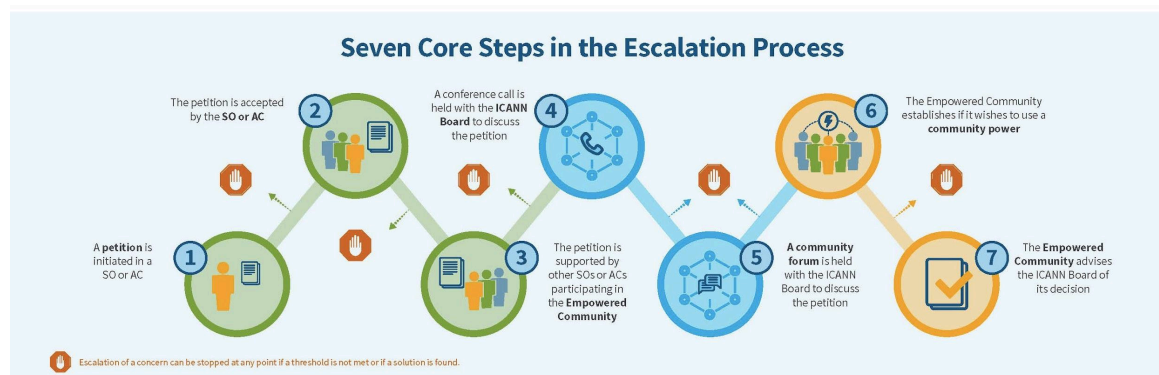 Seven Core Steps in the Escalation Process
1
A petition is
initiated in a
SO or AC
2
The petition is accepted
by the SO or AC
3
The petition is
supported by
other SOs or ACs
participating in
the Empowered
Community
4
A conference call is
held with the ICANN
Board to discuss
the petition
5
A community
forum is held
with the ICANN
Board to discuss
the petition
6
The Empowered Community
establishes if it wishes to use a
community power
7
The Empowered
Community advises
the ICANN Board of
its decision
Escalation of a concern can be stopped at any point if a threshold is not met or if a solution is found.